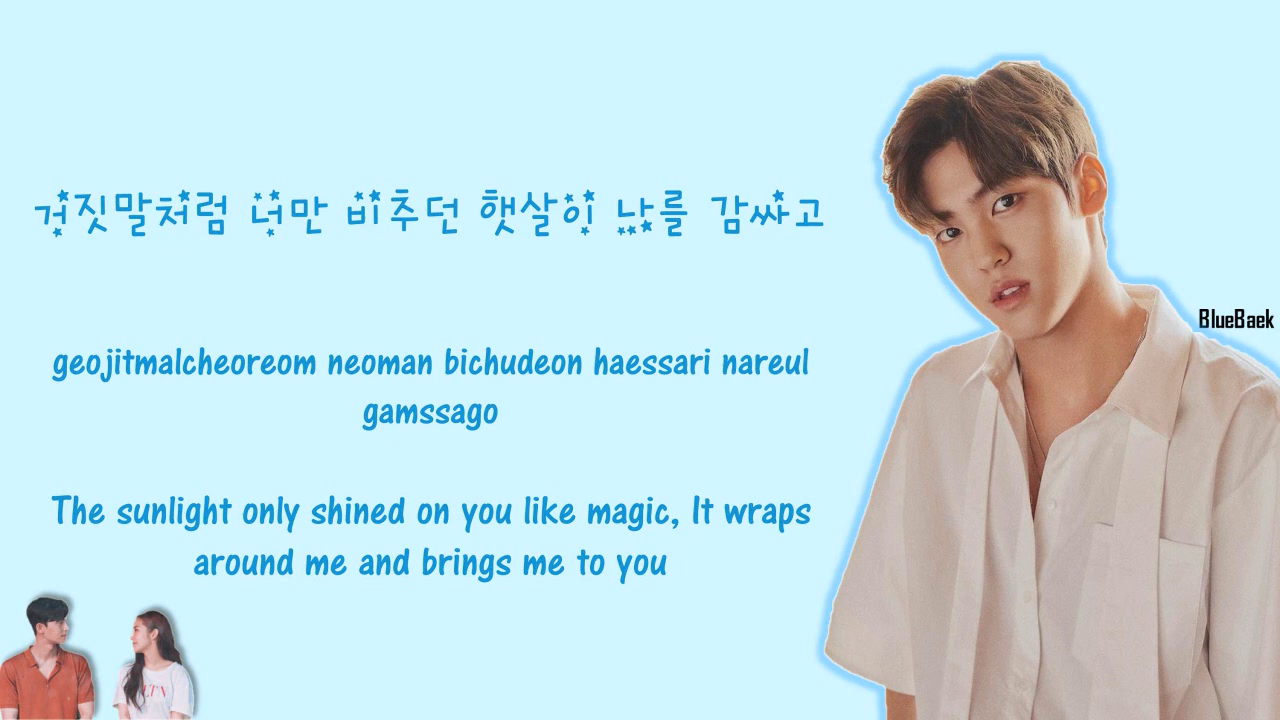 거짓말처럼 너만 비추던 햇살이 날를 감싸고
geojitmalcheoreom neoman bichudeon haessari nareul
gamssago
The sunlight only shined on you like magic, It wraps
around me and brings me to you
BlueBaek